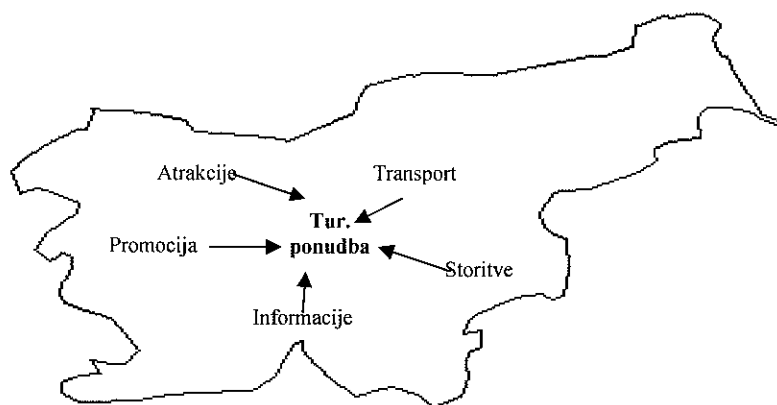 Atrakcije
Transport
Tur.
ponudba
Promocija
Storitve
Informacije